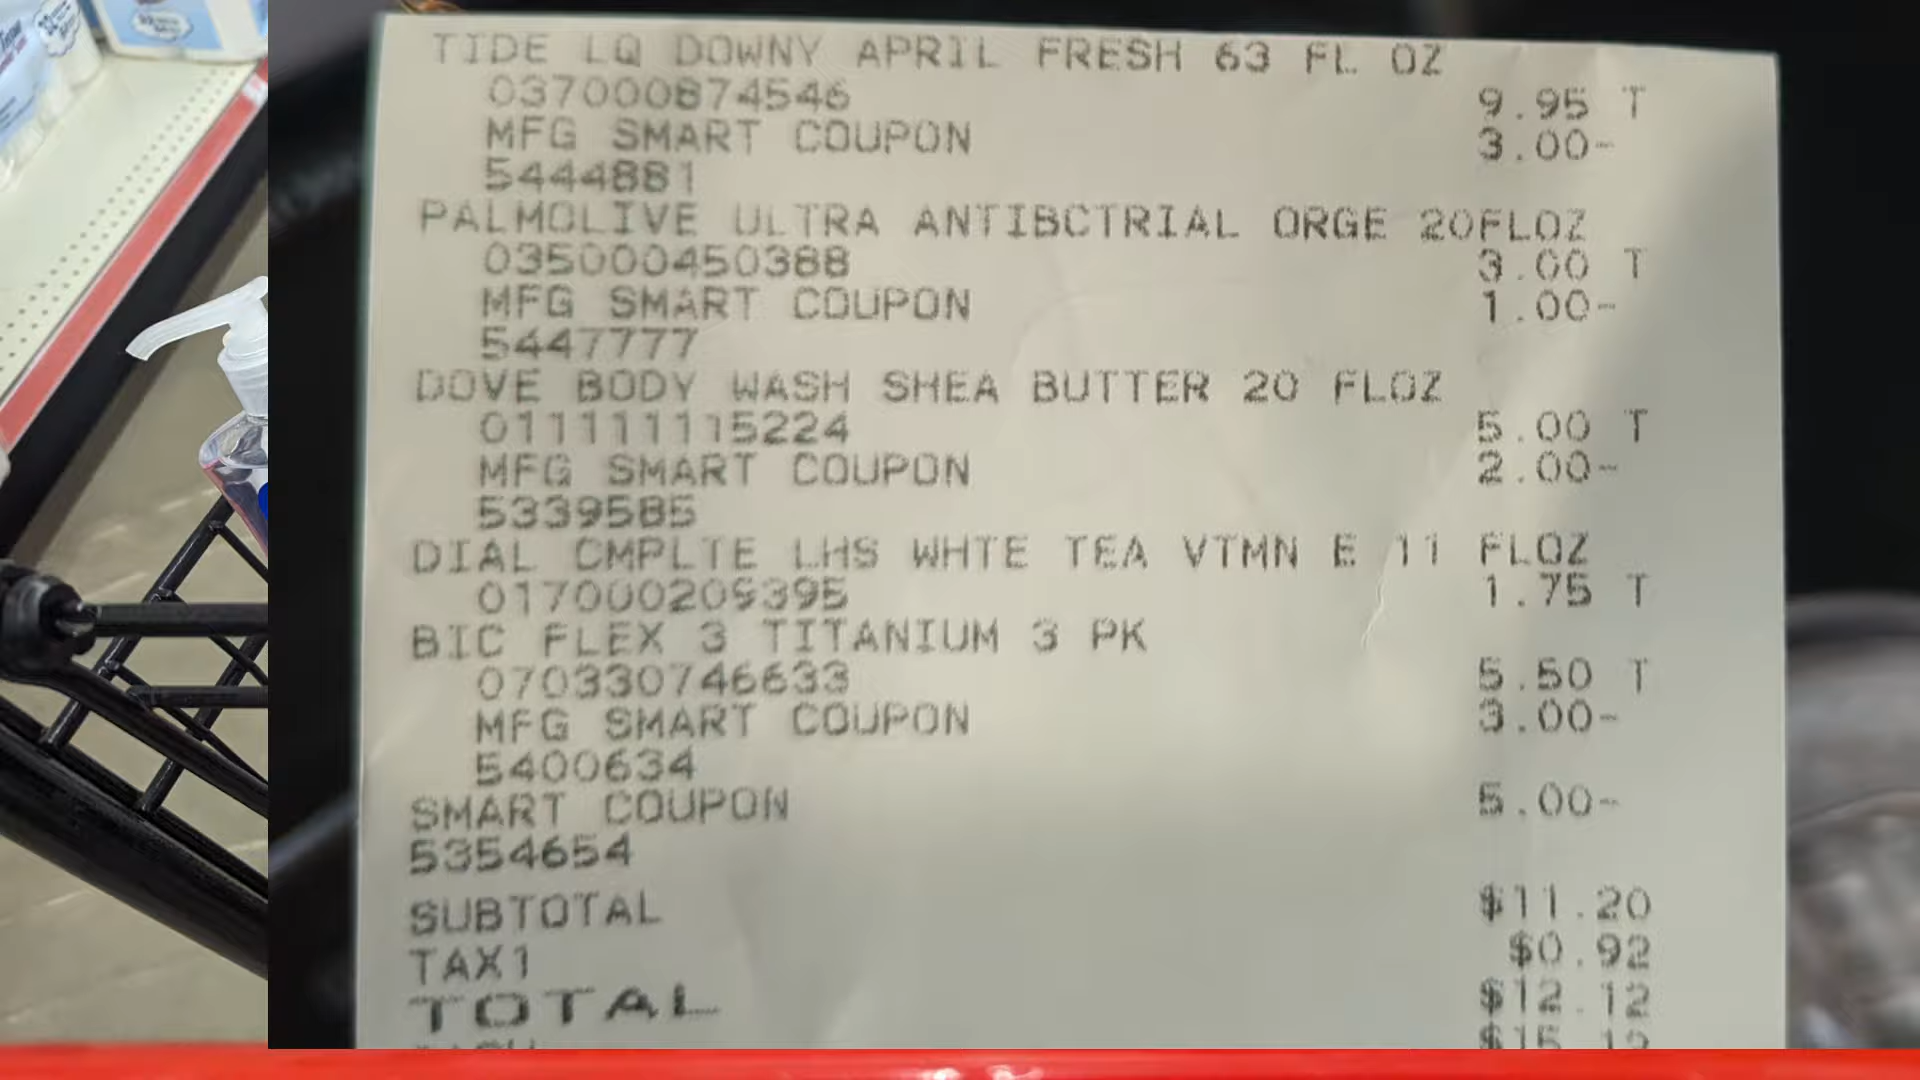 TIDE LQ DOWNY APRIL FRESH 63 FL OZ
037000874546 9.95 T
MFG SMART COUPON 3.00-
5444881
PALMOLIVE ULTRA ANTIBCTRIAL ORGE 20FLOZ
035000450388 3.00 T
MFG SMART COUPON 1.00-
5447777
DOVE BODY WASH SHEA BUTTER 20 FLOZ
011111115224 5.00 T
MFG SMART COUPON 2.00-
5339585
DIAL CMPLTE LHS WHTE TEA VTMN E 11 FLOZ
017000209395 1.75 T
BIC FLEX 3 TITANIUM 3 PK
070330746633 5.50 T
MFG SMART COUPON 3.00-
5400634
SMART COUPON 5.00-
5354654
SUBTOTAL $11.20
TAX1 $0.92
TOTAL $12.12